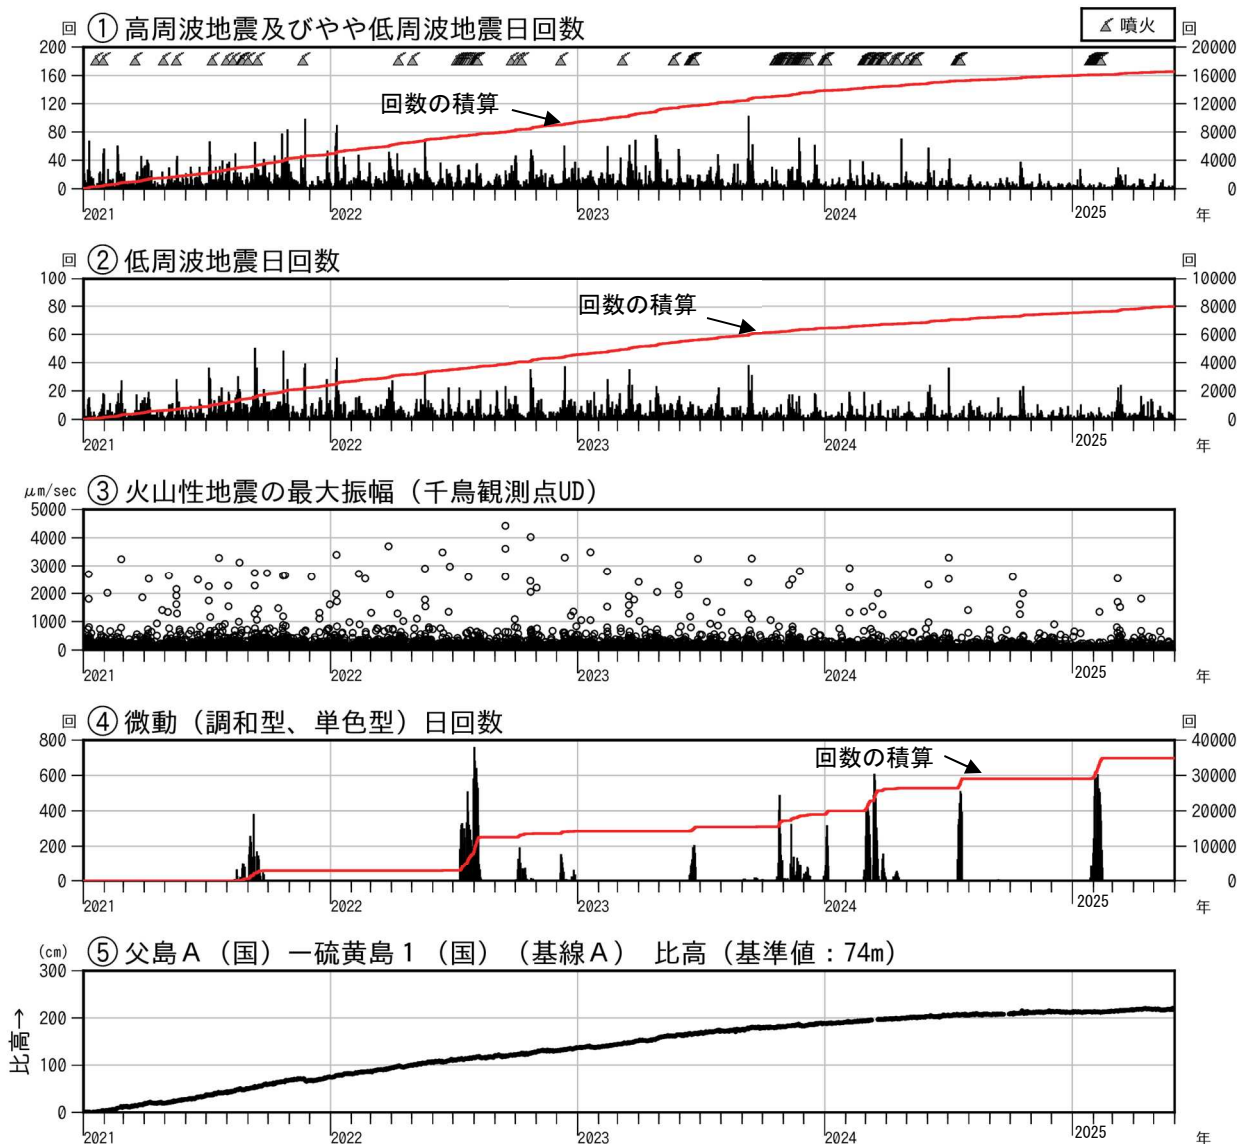 回 ① 高周波地震及びやや低周波地震日回数 噴火 回
200 20000
160 16000
回数の積算
120 12000
80 8000
40 4000
0 0
2021 2022 2023 2024 2025 年
回 ② 低周波地震日回数 回
100 10000
回数の積算
80 8000
60 6000
40 4000
20 2000
0 0
2021 2022 2023 2024 2025 年
μm/sec ③ 火山性地震の最大振幅（千鳥観測点UD）
5000
4000
3000
2000
1000
0
2021 2022 2023 2024 2025 年
回 ④ 微動（調和型、単色型）日回数 回
800 40000
回数の積算
600 30000
400 20000
200 10000
0 0
2021 2022 2023 2024 2025 年
(cm) ⑤ 父島Ａ（国）ー硫黄島１（国）（基線Ａ） 比高（基準値：74m）
300
200
100
0
比高→
2021 2022 2023 2024 2025 年